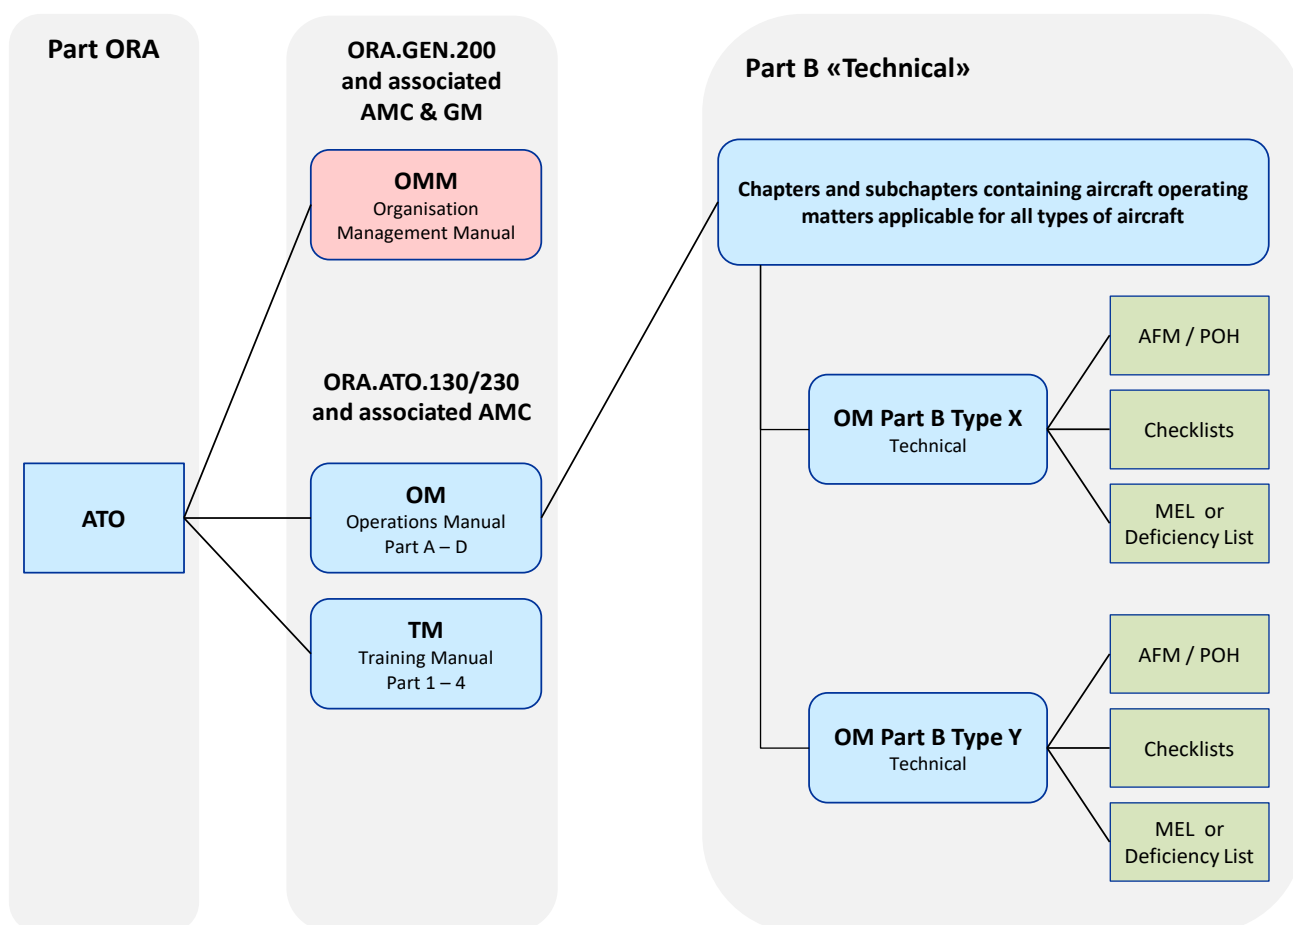 Part ORA
ORA.GEN.200
and associated
AMC & GM
OMM
Organisation
Management Manual
ORA.ATO.130/230
and associated AMC
ATO
OM
Operations Manual
Part A – D
TM
Training Manual
Part 1 – 4
Part B «Technical»
Chapters and subchapters containing aircraft operating
matters applicable for all types of aircraft
OM Part B Type X
Technical
AFM / POH
Checklists
MEL or
Deficiency List
OM Part B Type Y
Technical
AFM / POH
Checklists
MEL or
Deficiency List